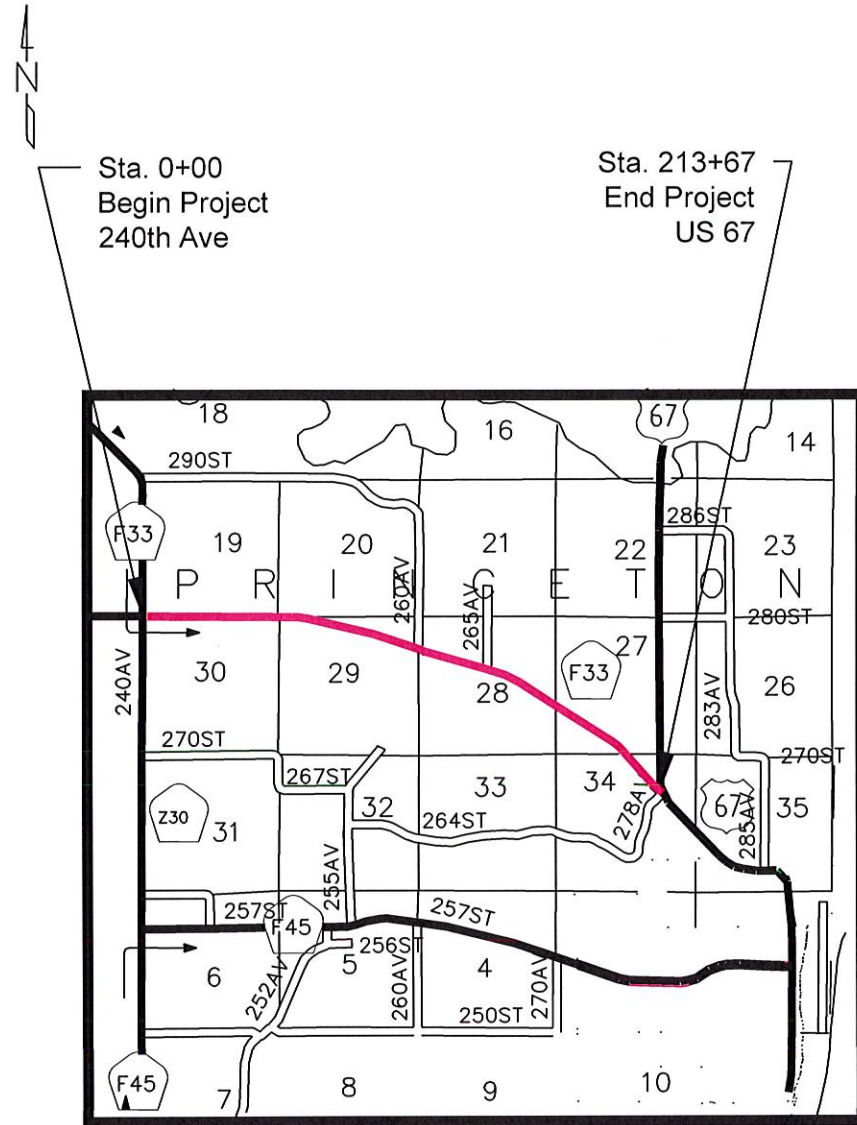 N
Sta. 0+00
Begin Project
240th Ave
Sta. 213+67
End Project
US 67
18
16
67
14
290ST
F33
19
20
21
22
286ST
23
PRINCETON
260AV
265AV
280ST
240AV
30
29
28
F33
27
283AV
26
270ST
267ST
270ST
Z30
31
32
33
34
278AV
67
35
264ST
285AV
255AV
257ST
F45
257ST
256ST
6
5
4
252AV
260AV
270AV
250ST
F45
7
8
9
10